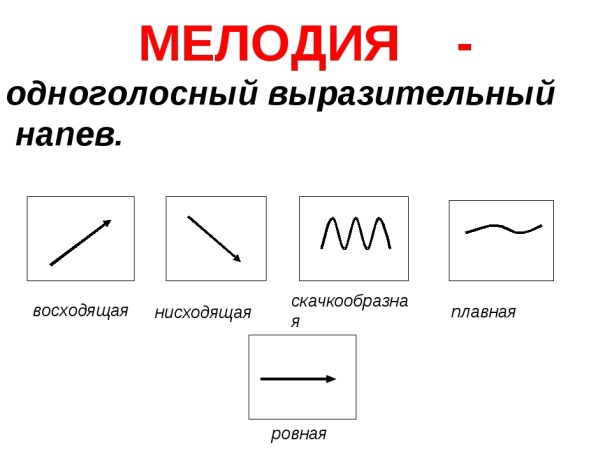 МЕЛОДИЯ -
одноголосный выразительный
напев.
восходящая
нисходящая
скачкообразна
я
плавная
ровная